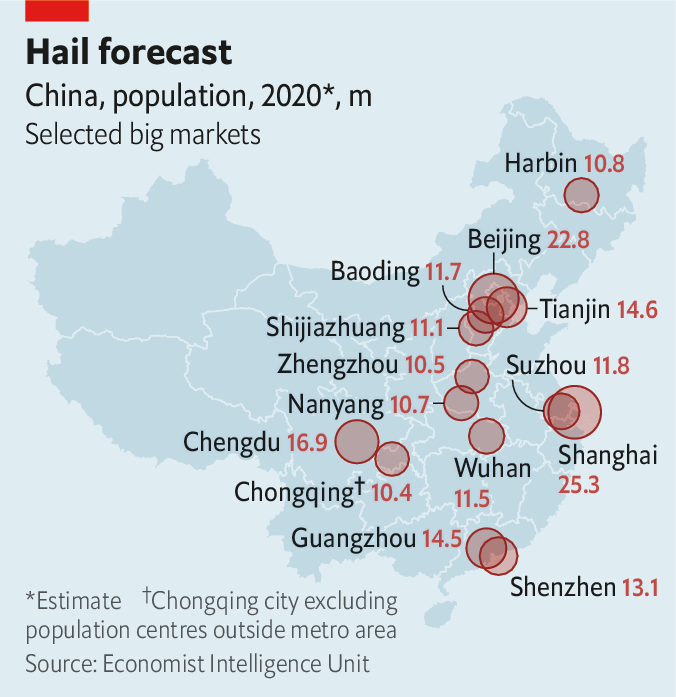 Hail forecast
China, population, 2020*, m
Selected big markets
Harbin 10.8
Beijing 22.8
Baoding 11.7
Tianjin 14.6
Shijiazhuang 11.1
Zhengzhou 10.5
Suzhou 11.8
Nanyang 10.7
Chengdu 16.9
Wuhan
11.5
Shanghai
25.3
Chongqing† 10.4
Guangzhou 14.5
Shenzhen 13.1
*Estimate †Chongqing city excluding
population centres outside metro area
Source: Economist Intelligence Unit